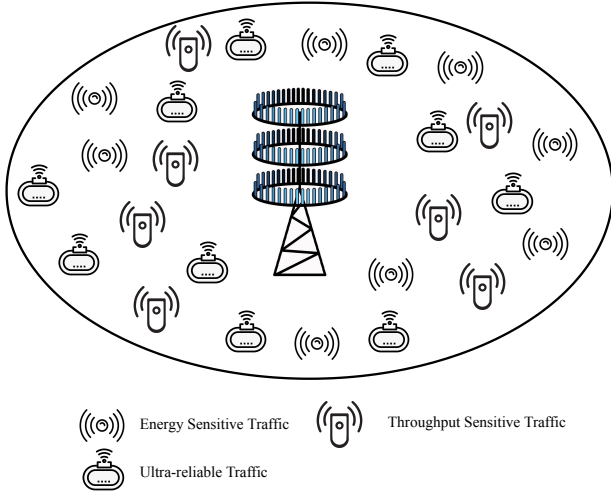 Energy Sensitive Traffic
Throughput Sensitive Traffic
Ultra-reliable Traffic